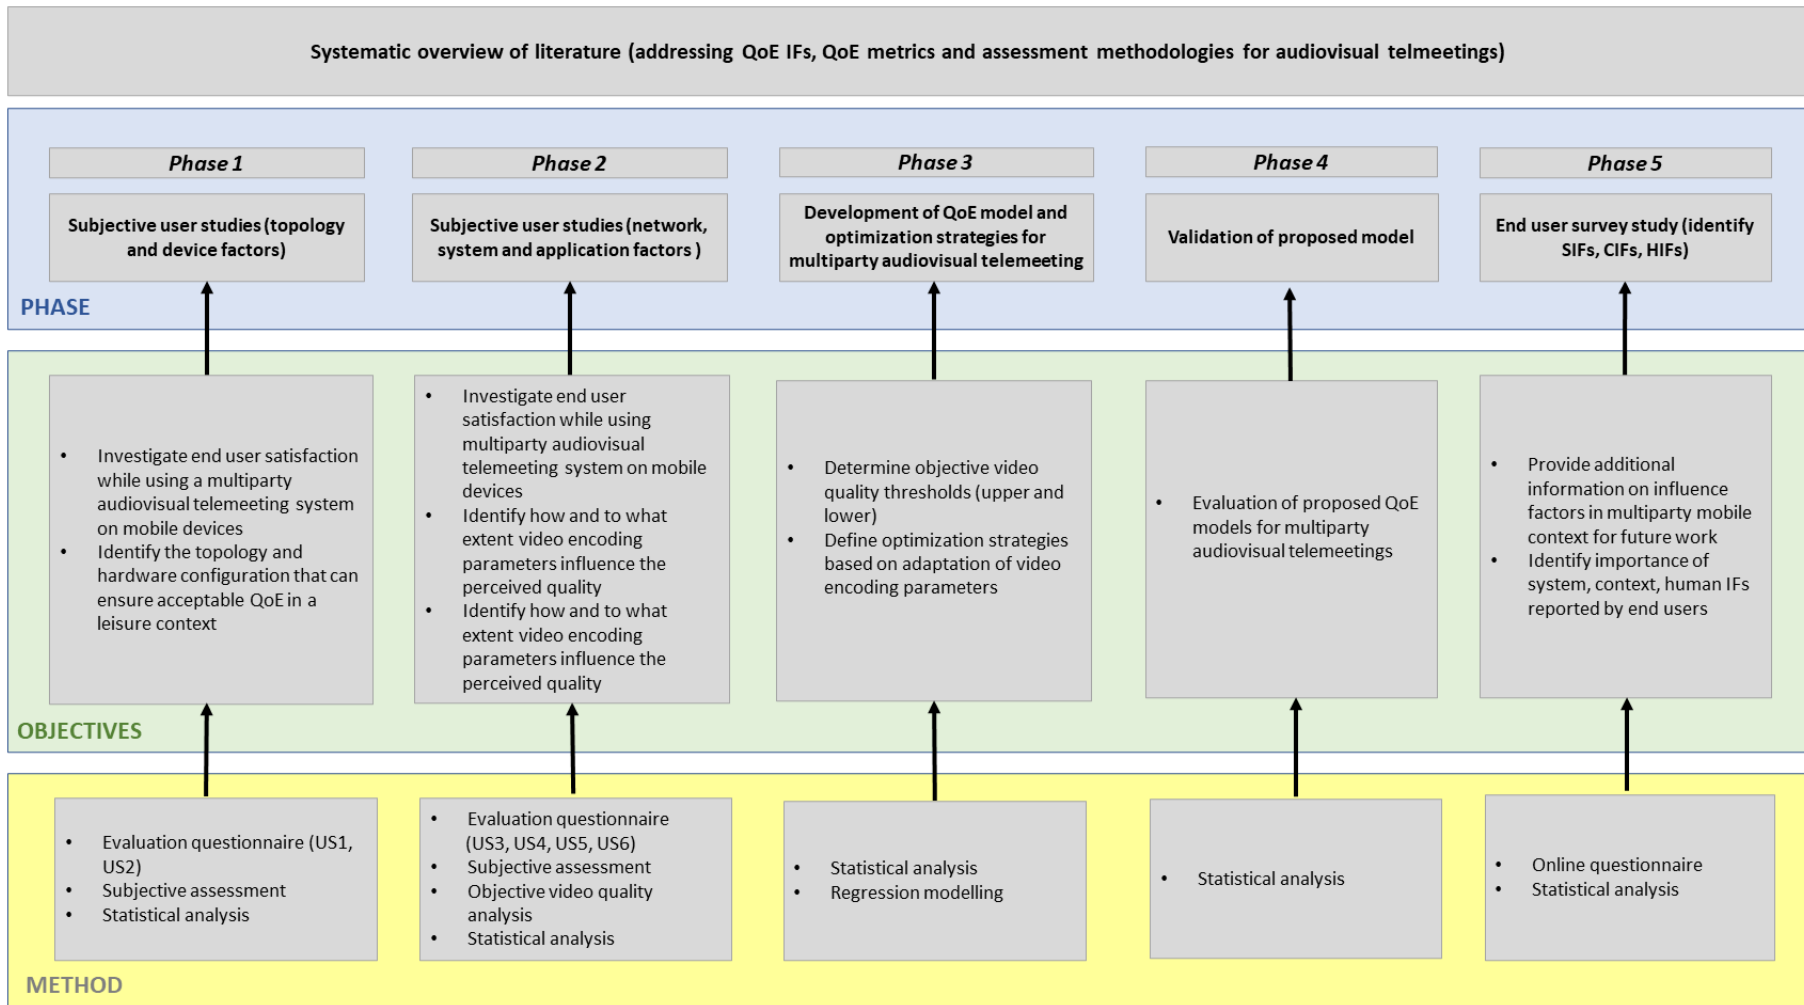 Systematic overview of literature (addressing QoE IFs, QoE metrics and assessment methodologies for audiovisual telmeetings)
Phase 1
Subjective user studies (topology
and device factors)
Phase 2
Subjective user studies (network,
system and application factors )
Phase 3
Development of QoE model and
optimization strategies for
multiparty audiovisual telemeeting
Phase 4
Validation of proposed model
Phase 5
End user survey study (identify
SIFs, CIFs, HIFs)
PHASE
• Investigate end user satisfaction
while using a multiparty
audiovisual telemeeting system
on mobile devices
• Identify the topology and
hardware configuration that can
ensure acceptable QoE in a
leisure context
• Investigate end user
satisfaction while using
multiparty audiovisual
telemeeting system on mobile
devices
• Identify how and to what
extent video encoding
parameters influence the
perceived quality
• Identify how and to what
extent video encoding
parameters influence the
perceived quality
• Determine objective video
quality thresholds (upper and
lower)
• Define optimization strategies
based on adaptation of video
encoding parameters
• Evaluation of proposed QoE
models for multiparty
audiovisual telemeetings
• Provide additional
information on influence
factors in multiparty mobile
context for future work
• Identify importance of
system, context, human IFs
reported by end users
OBJECTIVES
• Evaluation questionnaire (US1,
US2)
• Subjective assessment
• Statistical analysis
• Evaluation questionnaire
(US3, US4, US5, US6)
• Subjective assessment
• Objective video quality
analysis
• Statistical analysis
• Statistical analysis
• Regression modelling
• Statistical analysis
• Online questionnaire
• Statistical analysis
METHOD